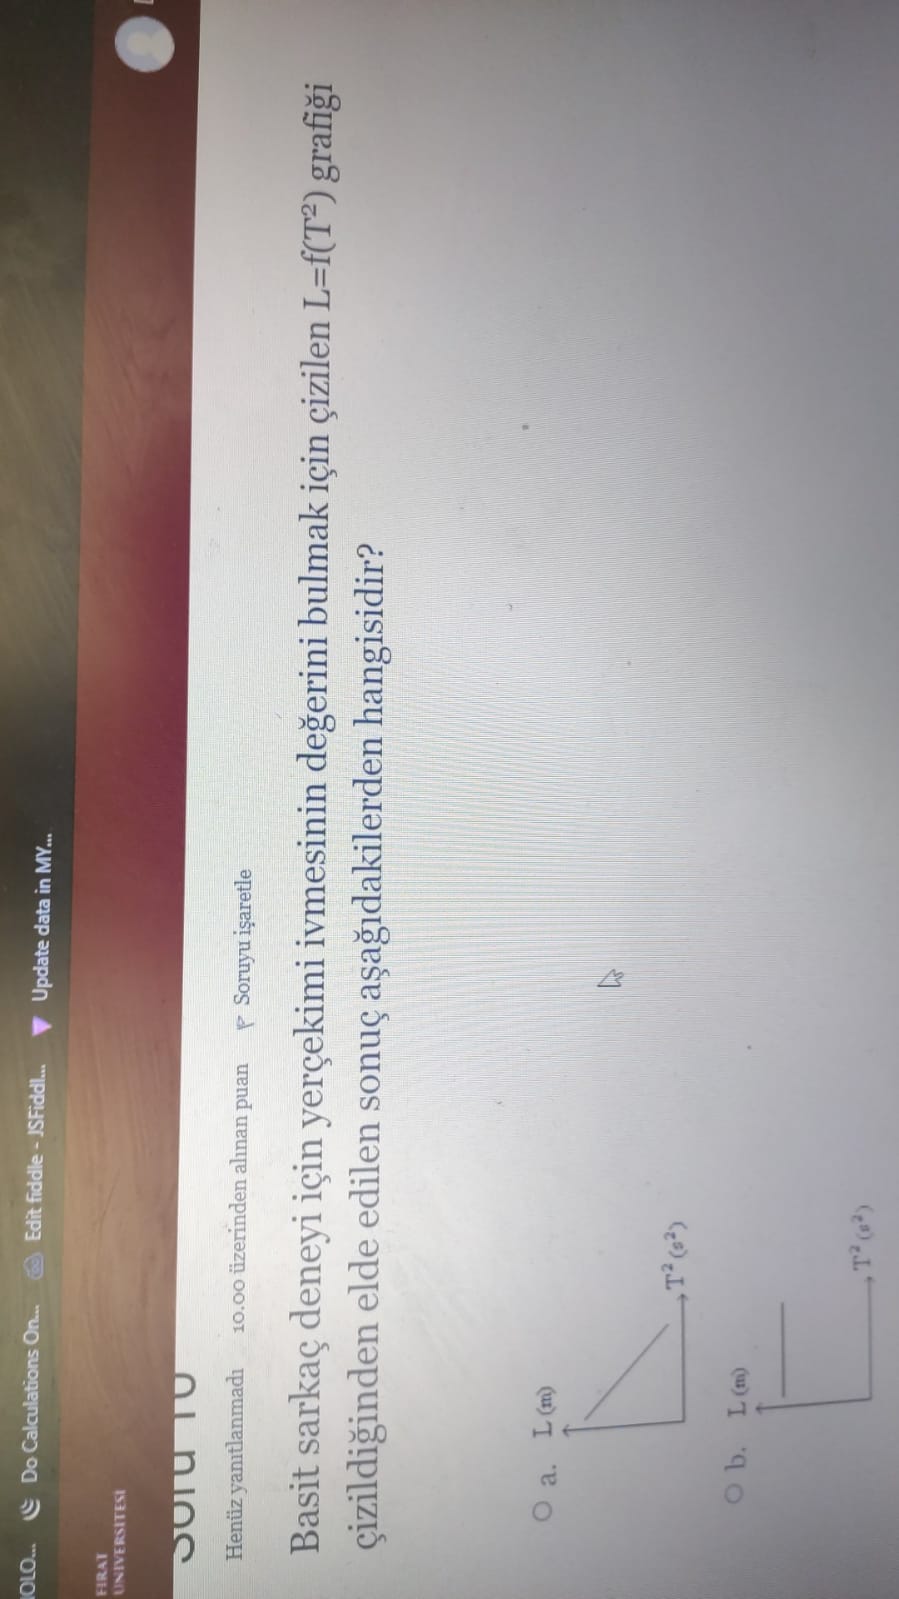 Do Calculations On...
Edit fiddle - JSFiddl...
Update data in MY...
FIRAT
ÜNİVERSİTESİ
Soru 10
Henüz yanıtlanmadı
10.00 üzerinden alınan puan
Soruyu işaretle
Basit sarkaç deneyi için yerçekimi ivmesinin değerini bulmak için çizilen L=f(T²) grafiği
çizildiğinden elde edilen sonuç aşağıdakilerden hangisidir?
a.
L (m)
T² (s²)
b.
L (m)
T² (s²)